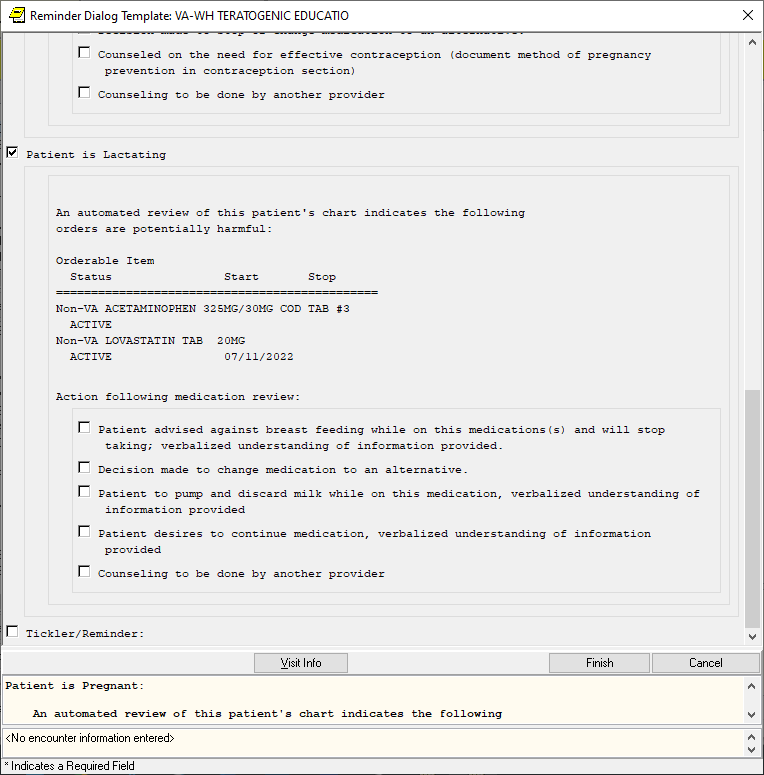 Reminder Dialog Template: VA-WH TERATOGENIC EDUCATIO
Counseled on the need for effective contraception (document method of pregnancy
prevention in contraception section)
Counseling to be done by another provider
Patient is Lactating
An automated review of this patient's chart indicates the following
orders are potentially harmful:
Orderable Item
Status Start Stop
==============================================
Non-VA ACETAMINOPHEN 325MG/30MG COD TAB #3
ACTIVE
Non-VA LOVASTATIN TAB 20MG
ACTIVE 07/11/2022
Action following medication review:
Patient advised against breast feeding while on this medications(s) and will stop
taking; verbalized understanding of information provided.
Decision made to change medication to an alternative.
Patient to pump and discard milk while on this medication, verbalized understanding of
information provided
Patient desires to continue medication, verbalized understanding of information
provided
Counseling to be done by another provider
Tickler/Reminder:
Visit Info Finish Cancel
Patient is Pregnant:
An automated review of this patient's chart indicates the following
<No encounter information entered>
* Indicates a Required Field